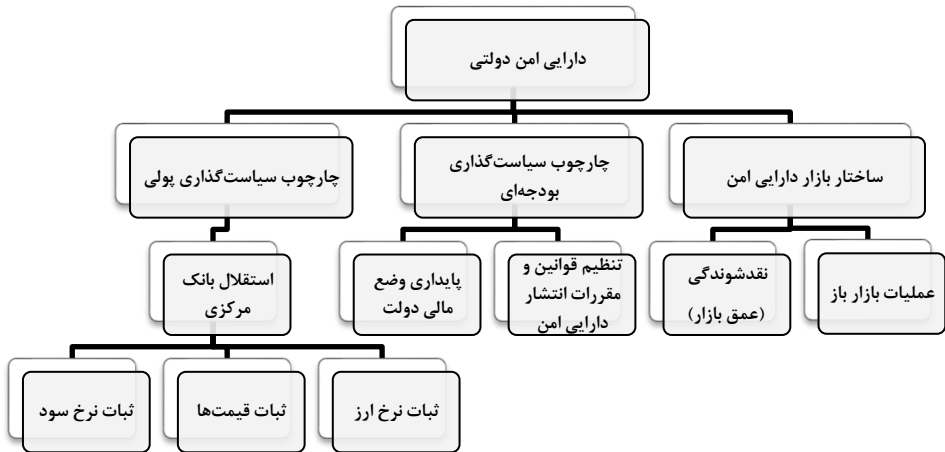 دارایی امن دولتی
ساختار بازار دارایی امن
چارچوب سیاست‌گذاری
بودجه‌ای
چارچوب سیاست‌گذاری پولی
عملیات بازار باز
نقدشوندگی
(عمق بازار)
تنظیم قوانین و
مقررات انتشار
دارایی امن
پایداری وضع
مالی دولت
استقلال بانک
مرکزی
ثبات نرخ ارز
ثبات قیمت‌ها
ثبات نرخ سود